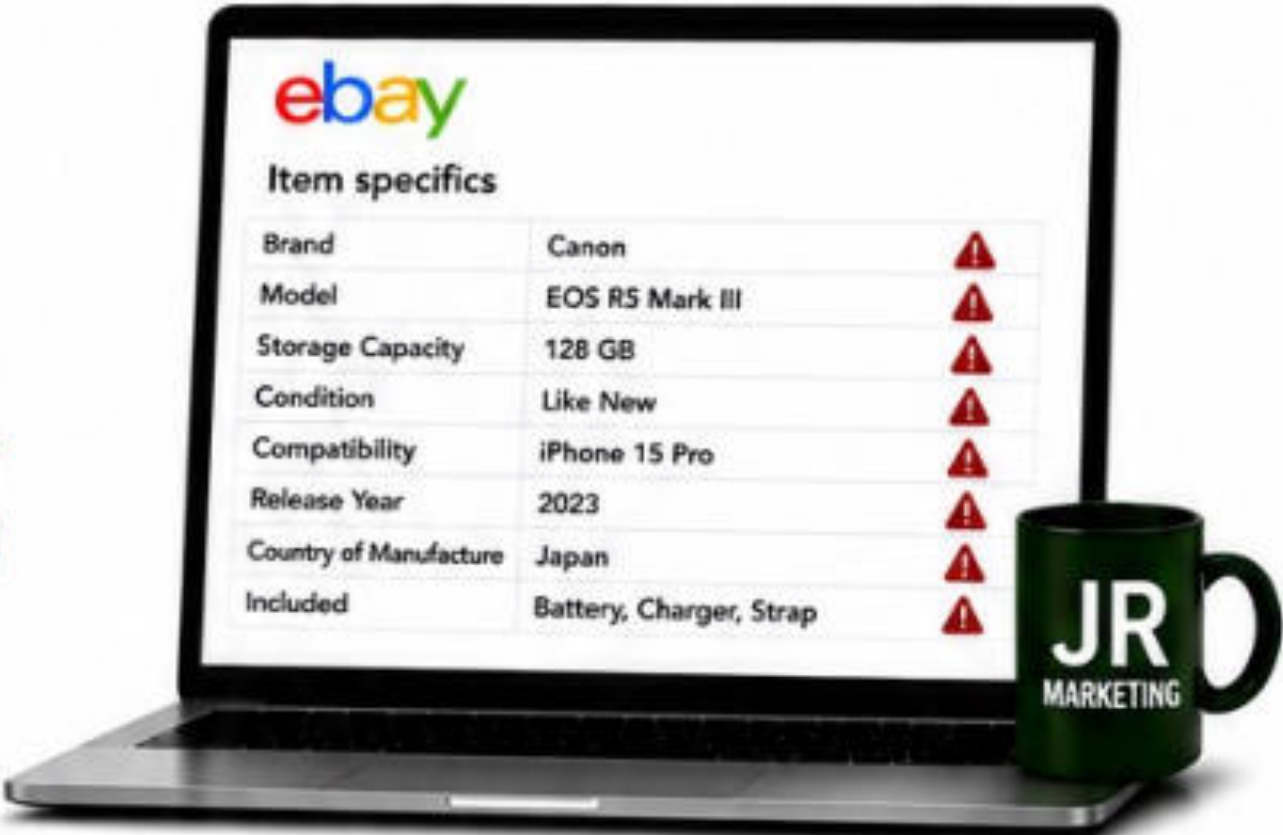 ebay
Item specifics
Brand Canon
Model EOS R5 Mark III
Storage Capacity 128 GB
Condition Like New
Compatibility iPhone 15 Pro
Release Year 2023
Country of Manufacture Japan
Included Battery, Charger, Strap
JR
MARKETING